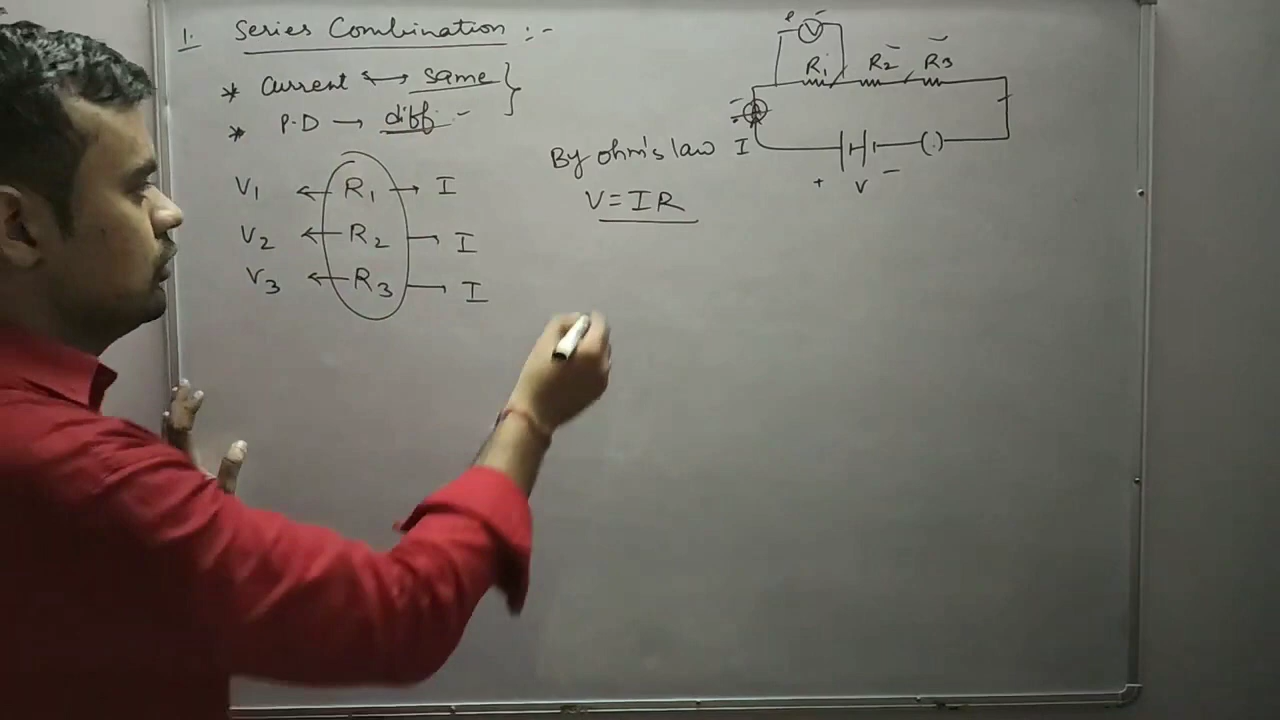 1. Series Combination :-
* Current ↔ same
* P.D → diff.-
V1 ← R1 → I
V2 ← R2 → I
V3 ← R3 → I
By ohm's law
V = IR
V
R1 R2 R3
I
+ V −